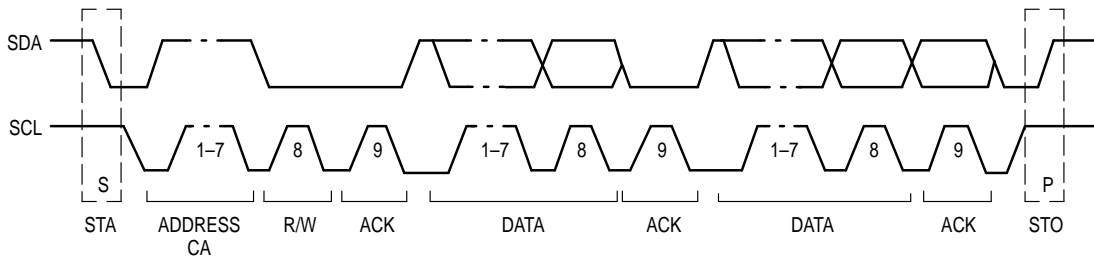 SDA
SCL
1–7 8 9 1–7 8 9 1–7 8 9
S P
STA ADDRESS R/W ACK DATA ACK DATA ACK STO
CA